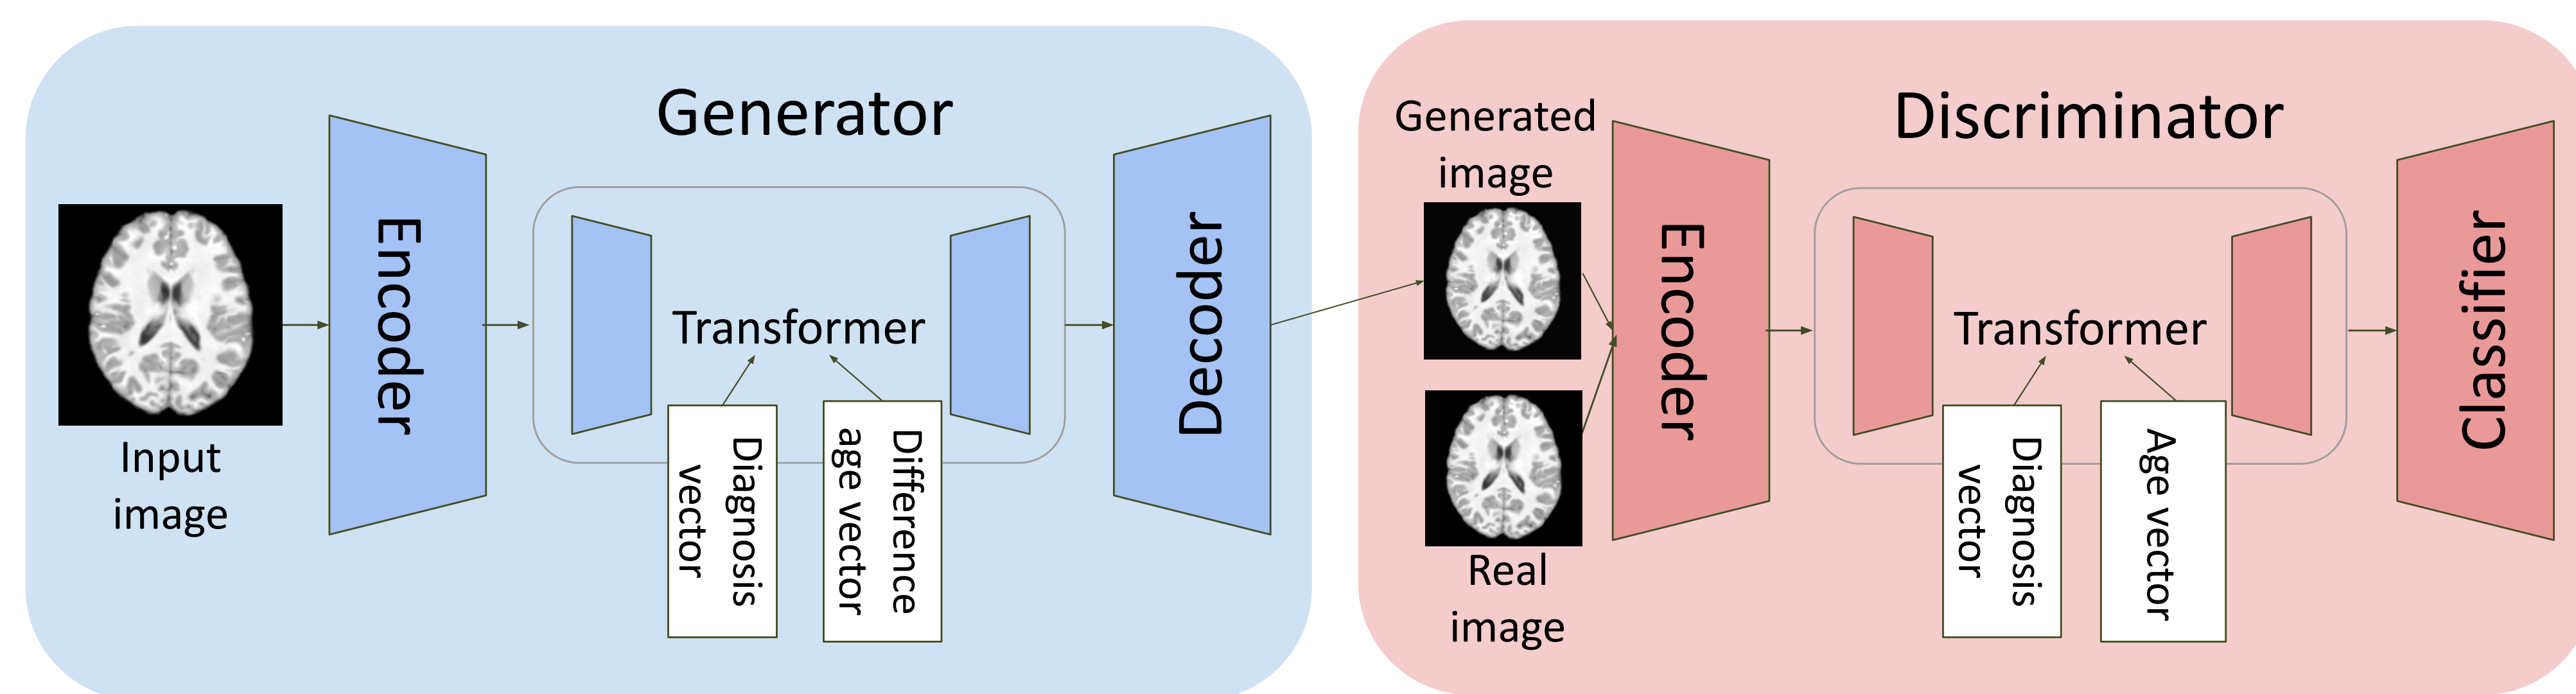 Generator
Input
image
Encoder
Transformer
Diagnosis
vector
Difference
age vector
Decoder
Discriminator
Generated
image
Real
image
Encoder
Transformer
Diagnosis
vector
Age vector
Classifier